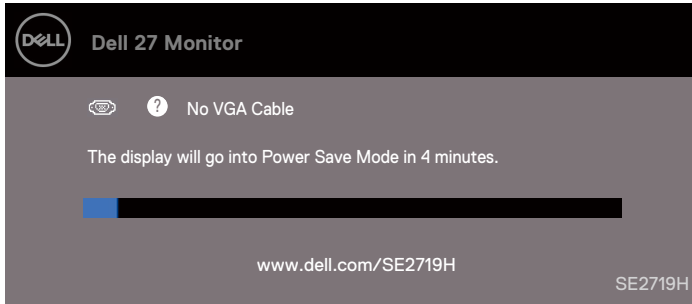 DELL
Dell 27 Monitor
? No VGA Cable
The display will go into Power Save Mode in 4 minutes.
www.dell.com/SE2719H
SE2719H